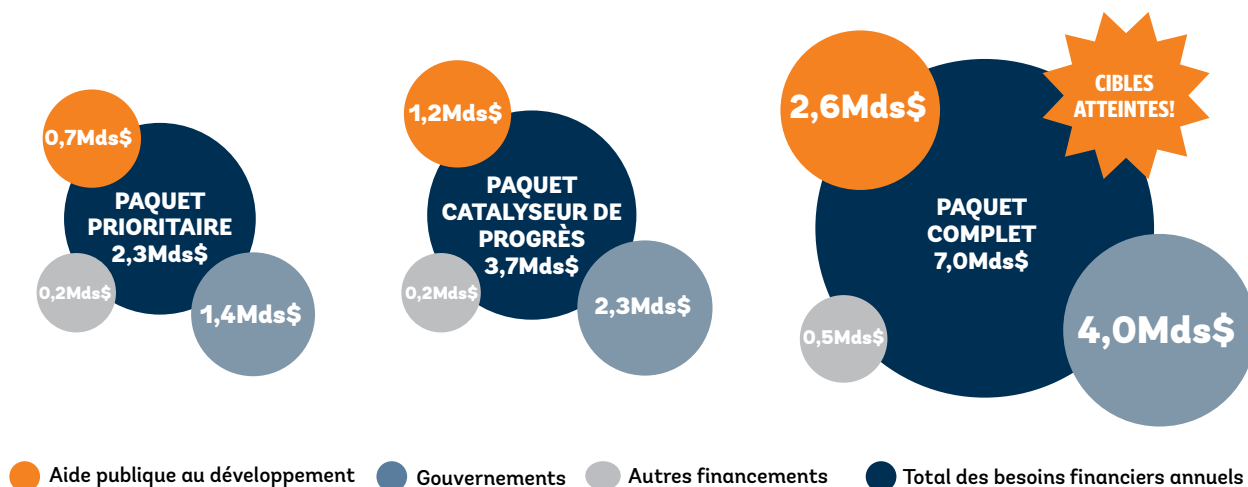 0,7Mds$
PAQUET
PRIORITAIRE
2,3Mds$
0,2Mds$
1,4Mds$
1,2Mds$
PAQUET
CATALYSEUR DE
PROGRÈS
3,7Mds$
0,2Mds$
2,3Mds$
2,6Mds$
CIBLES
ATTEINTES!
PAQUET
COMPLET
7,0Mds$
0,5Mds$
4,0Mds$
Aide publique au développement
Gouvernements
Autres financements
Total des besoins financiers annuels